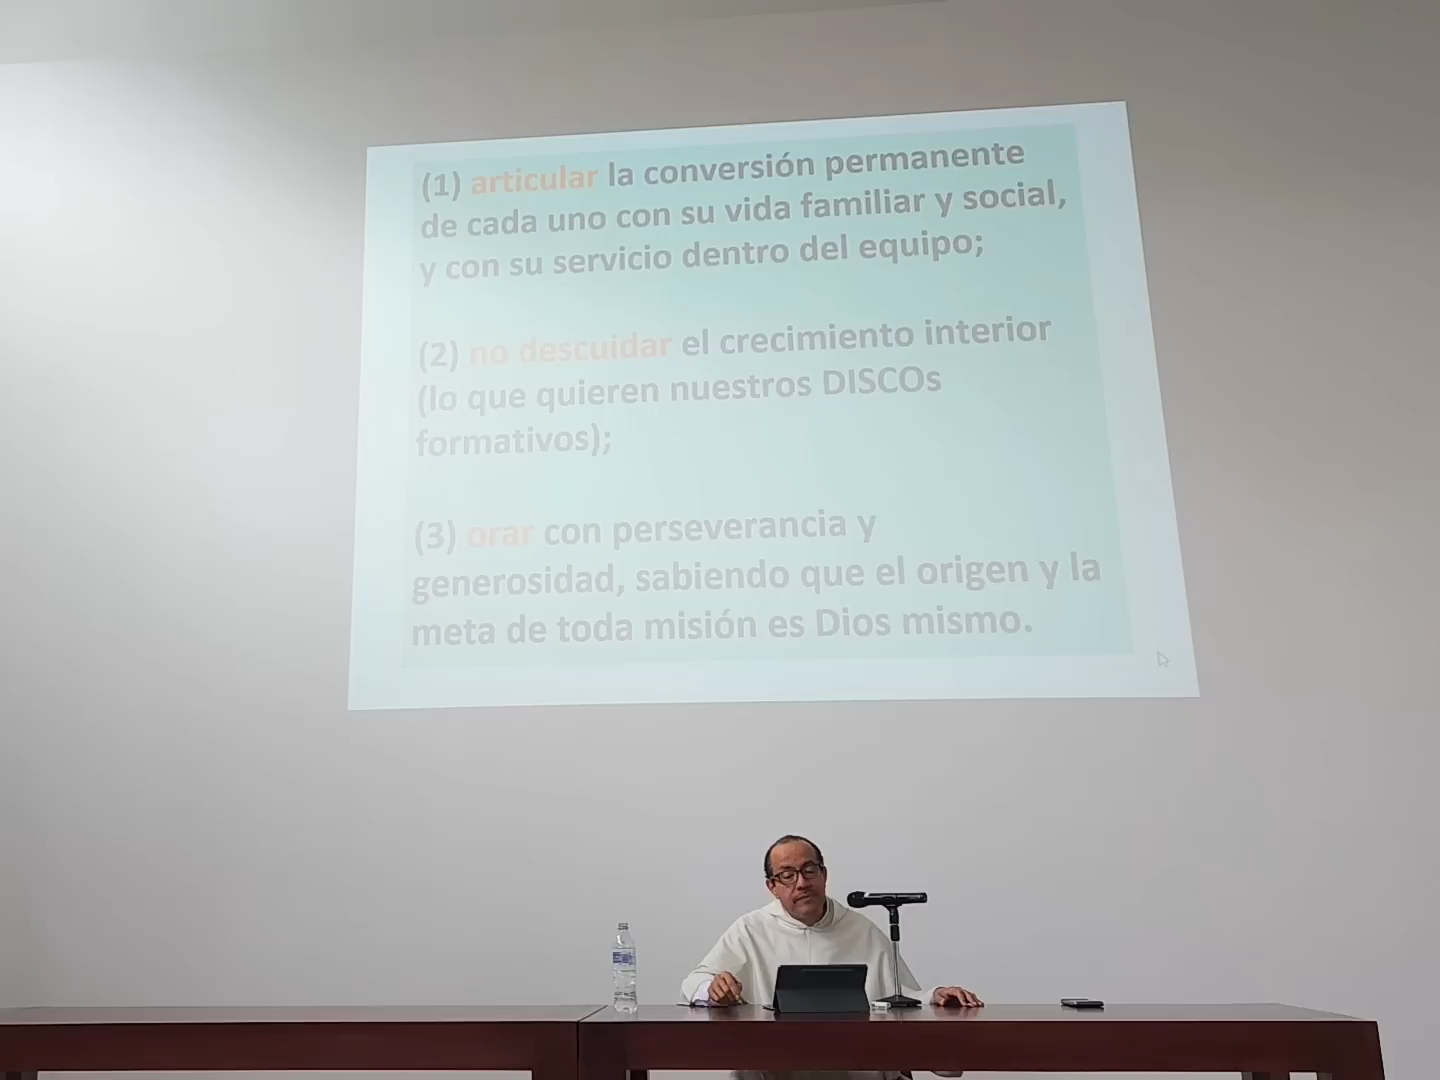 (1) articular la conversión permanente
de cada uno con su vida familiar y social,
y con su servicio dentro del equipo;
(2) no descuidar el crecimiento interior
(lo que quieren nuestros DISCOs
formativos);
(3) orar con perseverancia y
generosidad, sabiendo que el origen y la
meta de toda misión es Dios mismo.